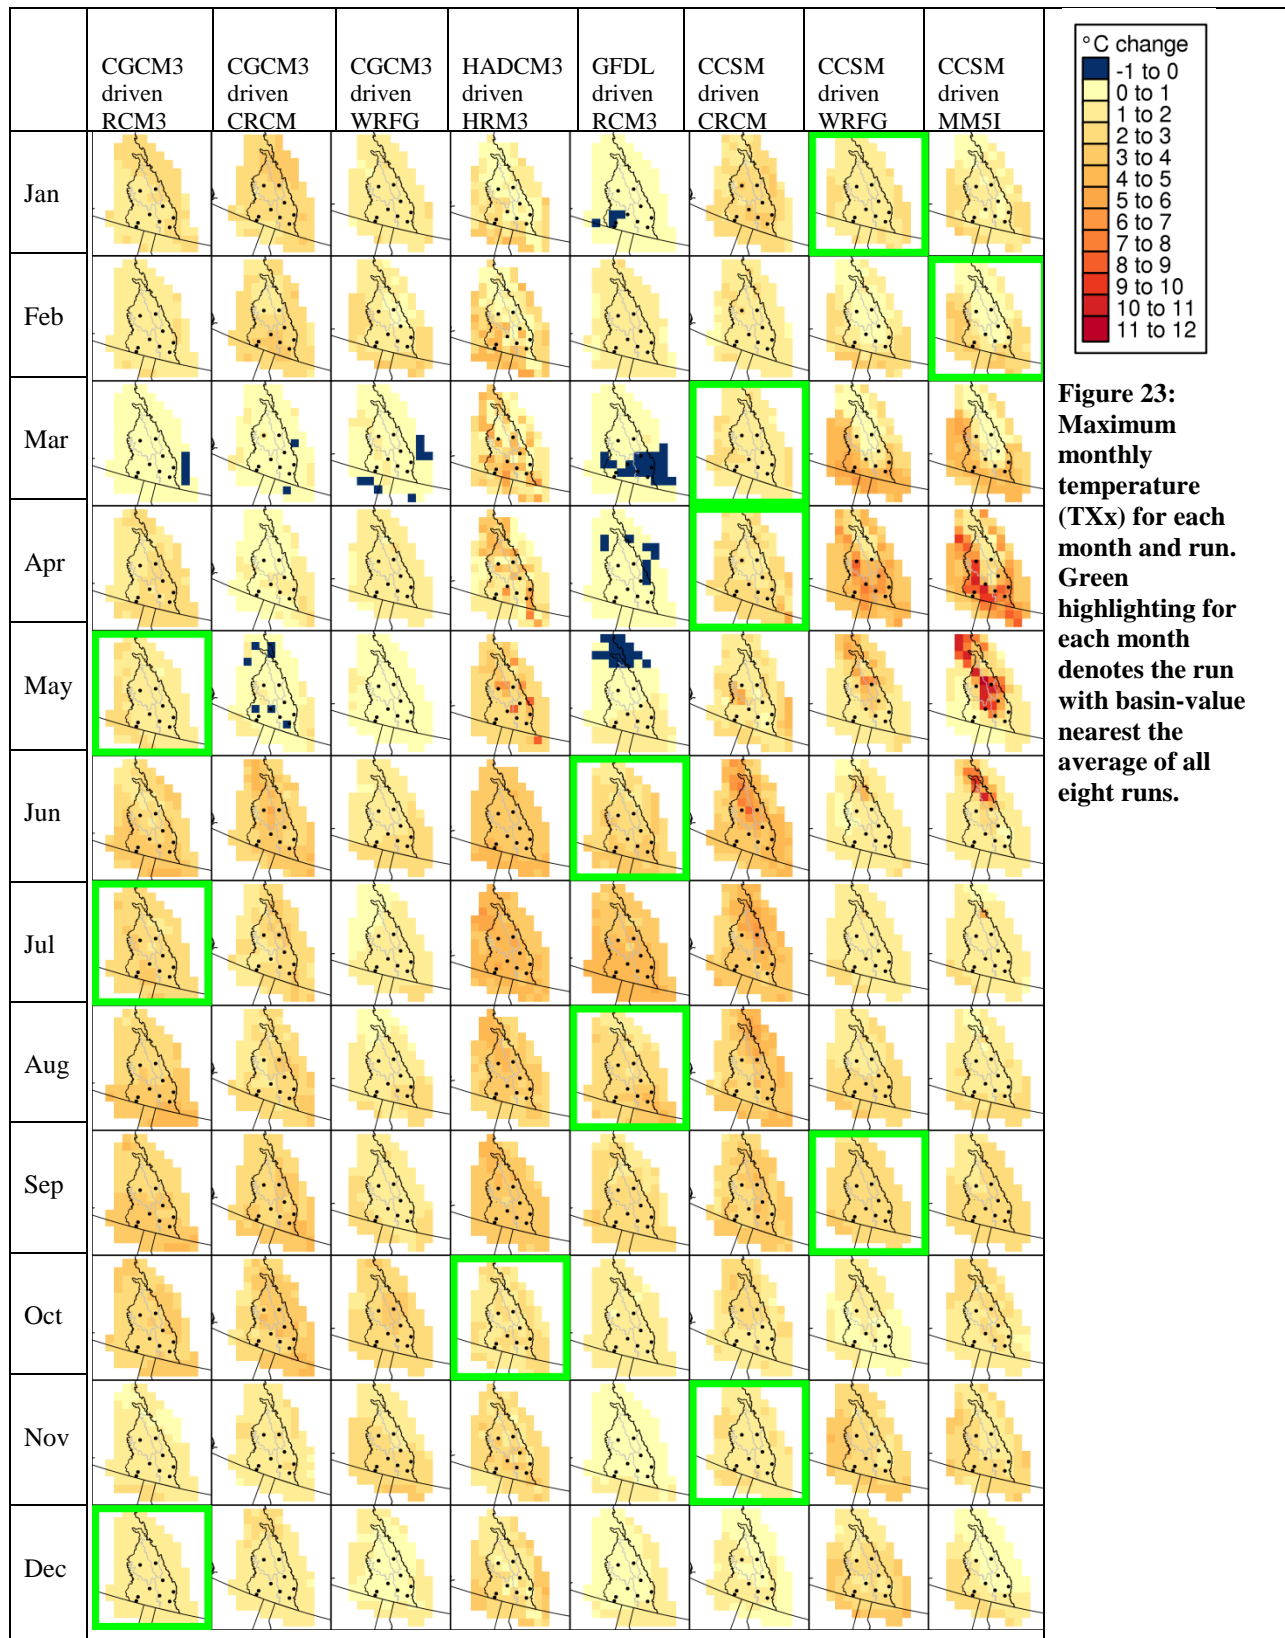 CGCM3 driven RCM3
CGCM3 driven CRCM
CGCM3 driven WRFG
HADCM3 driven HRM3
GFDL driven RCM3
CCSM driven CRCM
CCSM driven WRFG
CCSM driven MM5I
Jan
Feb
Mar
Apr
May
Jun
Jul
Aug
Sep
Oct
Nov
Dec
°C change
-1 to 0
0 to 1
1 to 2
2 to 3
3 to 4
4 to 5
5 to 6
6 to 7
7 to 8
8 to 9
9 to 10
10 to 11
11 to 12
Figure 23:
Maximum
monthly
temperature
(TXx) for each
month and run.
Green
highlighting for
each month
denotes the run
with basin-value
nearest the
average of all
eight runs.